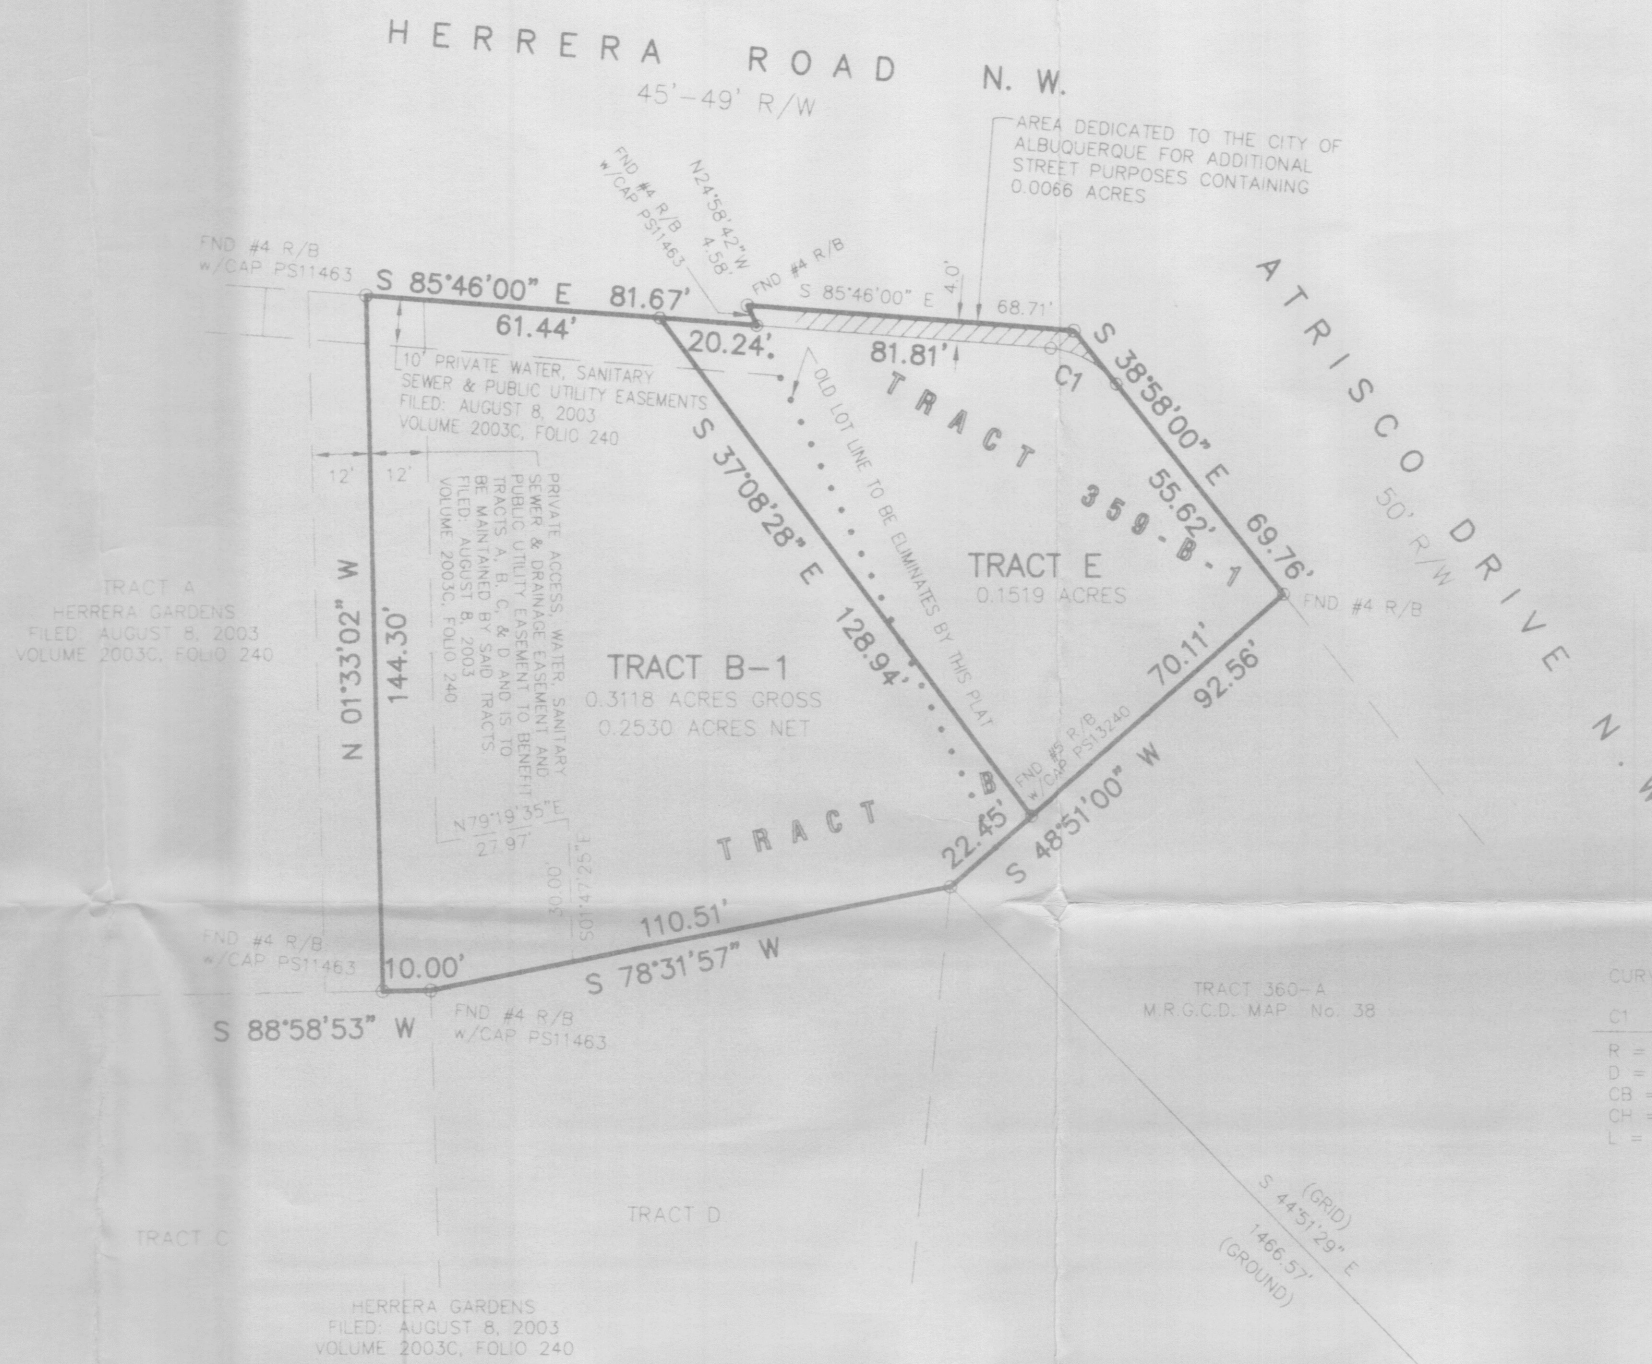 HERRERA ROAD N. W.
45'-49' R/W
AREA DEDICATED TO THE CITY OF
ALBUQUERQUE FOR ADDITIONAL
STREET PURPOSES CONTAINING
0.0066 ACRES
FND #4 R/B
w/CAP PS11463
N24°58'42"W
4.58'
FND #4 R/B
FND #4 R/B
w/CAP PS11463
S 85°46'00" E 81.67'
61.44'
20.24'
S 85°46'00" E
4.0'
68.71'
81.81'
C1
S 38°58'00" E
55.62'
69.76'
ATRISCO DRIVE N. W.
50' R/W
10' PRIVATE WATER, SANITARY
SEWER & PUBLIC UTILITY EASEMENTS
FILED: AUGUST 8, 2003
VOLUME 2003C, FOLIO 240
12' 12'
OLD LOT LINE TO BE ELIMINATES BY THIS PLAT
TRACT 359-B-1
S 37°08'28" E 128.94'
TRACT E
0.1519 ACRES
FND #4 R/B
PRIVATE ACCESS, WATER, SANITARY
SEWER & DRAINAGE EASEMENT AND
PUBLIC UTILITY EASEMENT TO BENEFIT
TRACTS A, B, C, & D AND IS TO
BE MAINTAINED BY SAID TRACTS.
FILED: AUGUST 8, 2003
VOLUME 2003C, FOLIO 240
TRACT A
HERRERA GARDENS
FILED: AUGUST 8, 2003
VOLUME 2003C, FOLIO 240
N 01°33'02" W
144.30'
TRACT B-1
0.3118 ACRES GROSS
0.2530 ACRES NET
70.11'
92.56'
FND #5 R/B
w/CAP PS13240
S 48°51'00" W
22.45'
TRACT B
N79°19'35"E
27.97'
S01°47'25"E
30.00'
110.51'
S 78°31'57" W
FND #4 R/B
w/CAP PS11463
10.00'
S 88°58'53" W
FND #4 R/B
w/CAP PS11463
TRACT 360-A
M.R.G.C.D. MAP No. 38
CUR
C1
R =
D =
CB =
CH =
L =
TRACT C
TRACT D
S 44°51'29" E
(GRID)
1466.57'
(GROUND)
HERRERA GARDENS
FILED: AUGUST 8, 2003
VOLUME 2003C, FOLIO 240